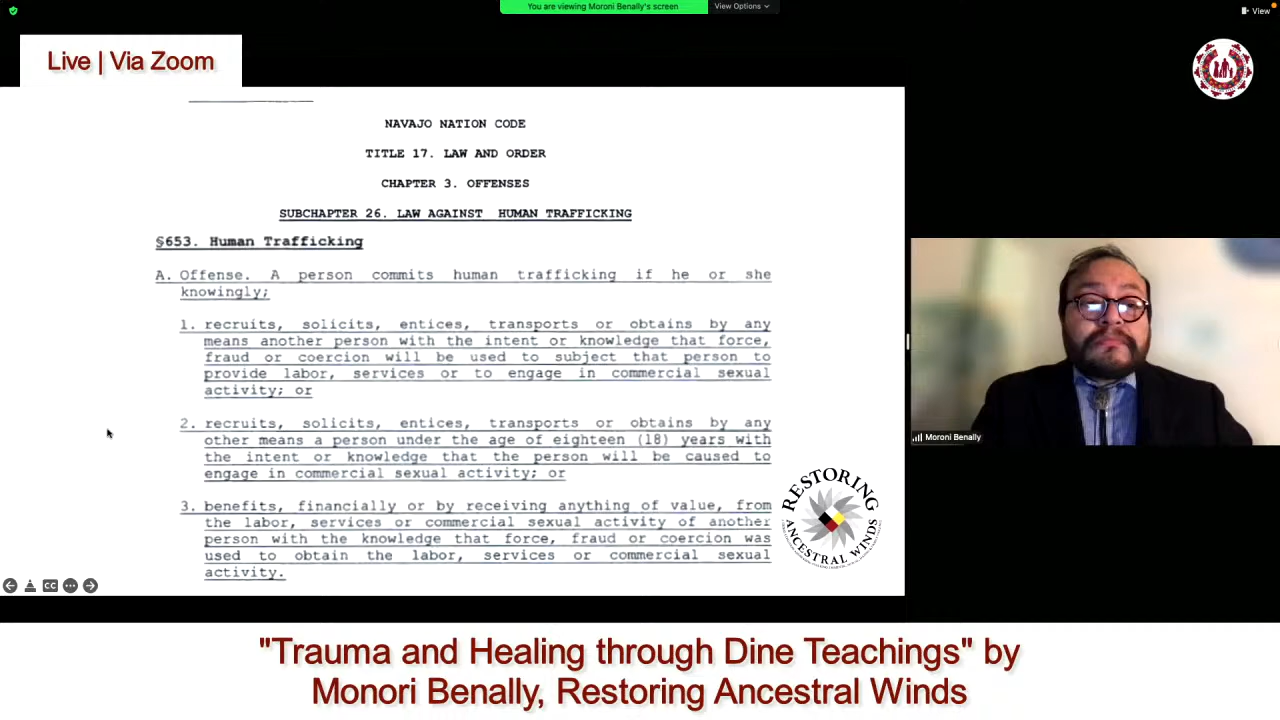 You are viewing Moroni Benally's screen
View Options
View
Live | Via Zoom
NAVAJO NATION CODE
TITLE 17. LAW AND ORDER
CHAPTER 3. OFFENSES
SUBCHAPTER 26. LAW AGAINST HUMAN TRAFFICKING
§653. Human Trafficking
A. Offense. A person commits human trafficking if he or she
knowingly;
1. recruits, solicits, entices, transports or obtains by any
means another person with the intent or knowledge that force,
fraud or coercion will be used to subject that person to
provide labor, services or to engage in commercial sexual
activity; or
2. recruits, solicits, entices, transports or obtains by any
other means a person under the age of eighteen (18) years with
the intent or knowledge that the person will be caused to
engage in commercial sexual activity; or
3. benefits, financially or by receiving anything of value, from
the labor, services or commercial sexual activity of another
person with the knowledge that force, fraud or coercion was
used to obtain the labor, services or commercial sexual
activity.
RESTORING
ANCESTRAL WINDS
CC
Moroni Benally
"Trauma and Healing through Dine Teachings" by
Monori Benally, Restoring Ancestral Winds